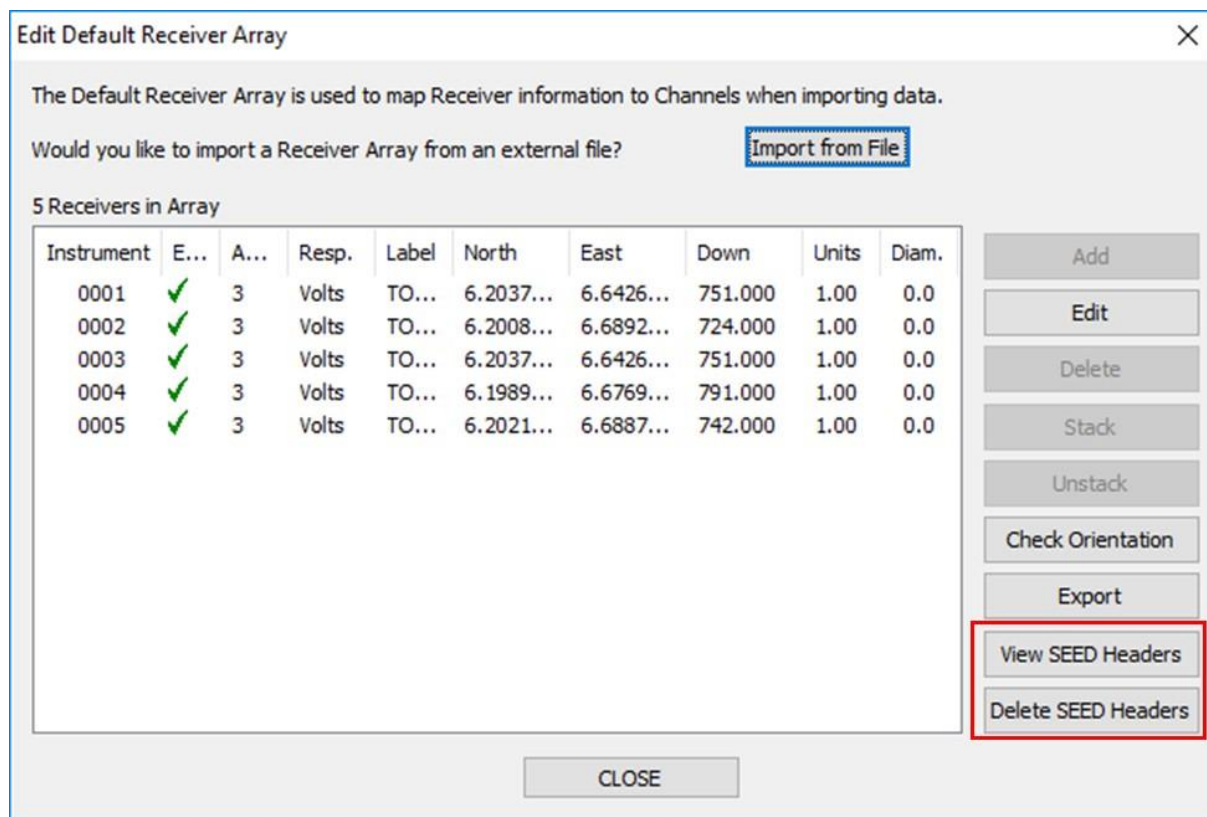 Edit Default Receiver Array
The Default Receiver Array is used to map Receiver information to Channels when importing data.
Would you like to import a Receiver Array from an external file? Import from File
5 Receivers in Array
Instrument E... A... Resp. Label North East Down Units Diam.
0001 3 Volts TO... 6.2037... 6.6426... 751.000 1.00 0.0
0002 3 Volts TO... 6.2008... 6.6892... 724.000 1.00 0.0
0003 3 Volts TO... 6.2037... 6.6426... 751.000 1.00 0.0
0004 3 Volts TO... 6.1989... 6.6769... 791.000 1.00 0.0
0005 3 Volts TO... 6.2021... 6.6887... 742.000 1.00 0.0
Add
Edit
Delete
Stack
Unstack
Check Orientation
Export
View SEED Headers
Delete SEED Headers
CLOSE